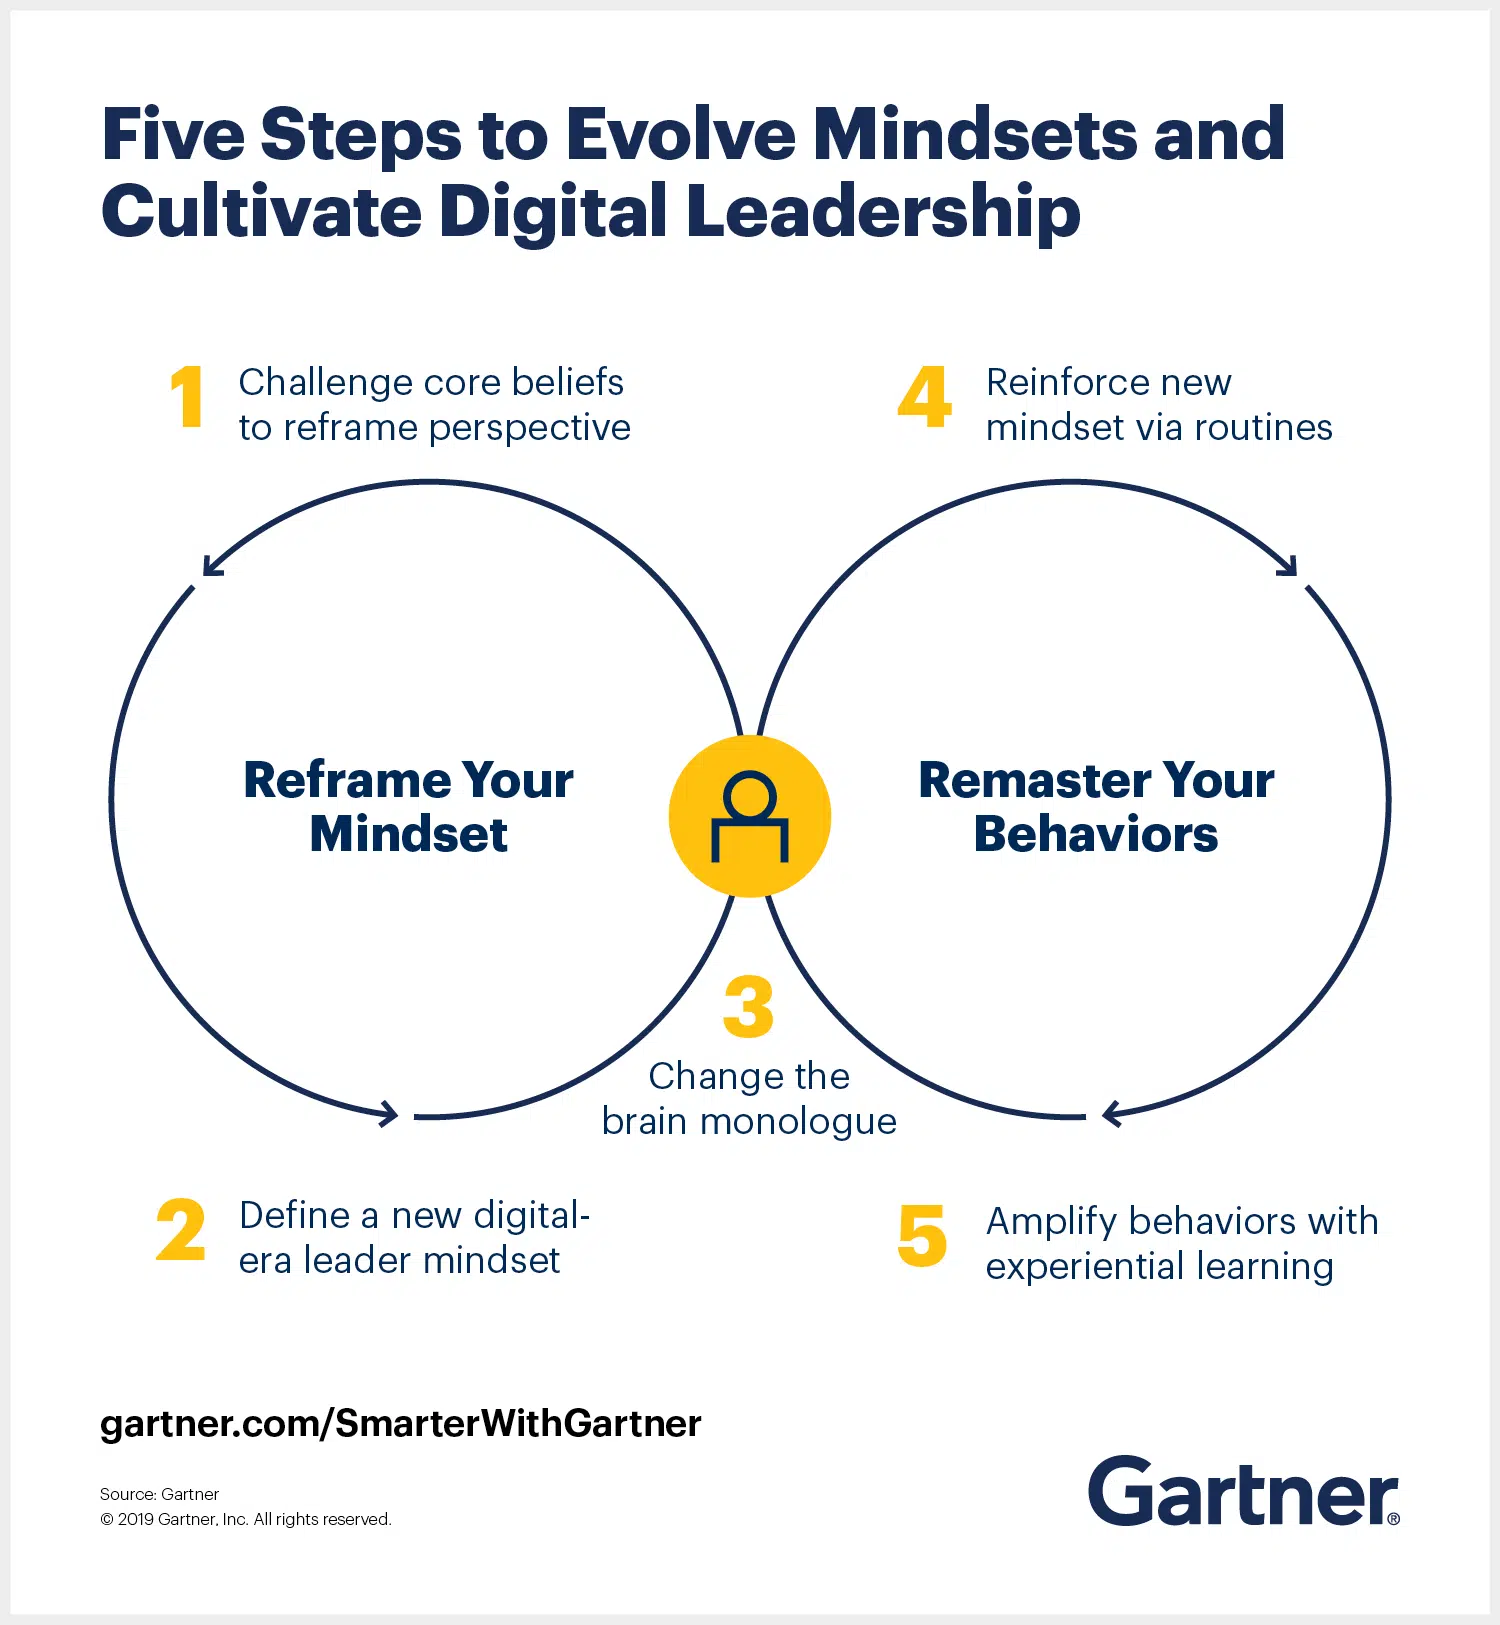 Five Steps to Evolve Mindsets and
Cultivate Digital Leadership
1
Challenge core beliefs
to reframe perspective
4
Reinforce new
mindset via routines
Reframe Your
Mindset
Remaster Your
Behaviors
3
Change the
brain monologue
2
Define a new digital-
era leader mindset
5
Amplify behaviors with
experiential learning
gartner.com/SmarterWithGartner
Source: Gartner
© 2019 Gartner, Inc. All rights reserved.
Gartner®